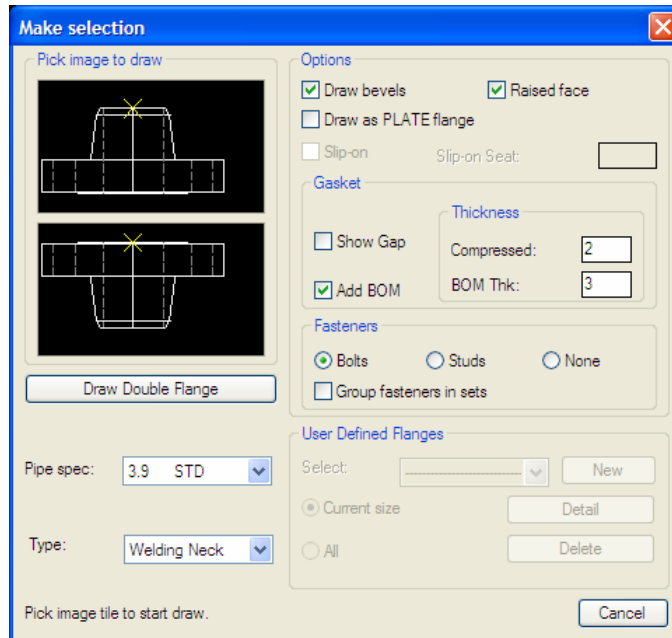 Make selection
Pick image to draw
Draw Double Flange
Pipe spec: 3.9 STD
Type: Welding Neck
Pick image tile to start draw.
Options
Draw bevels Raised face
Draw as PLATE flange
Slip-on Slip-on Seat:
Gasket
Thickness
Show Gap Compressed: 2
Add BOM BOM Thk: 3
Fasteners
Bolts Studs None
Group fasteners in sets
User Defined Flanges
Select: New
Current size Detail
All Delete
Cancel